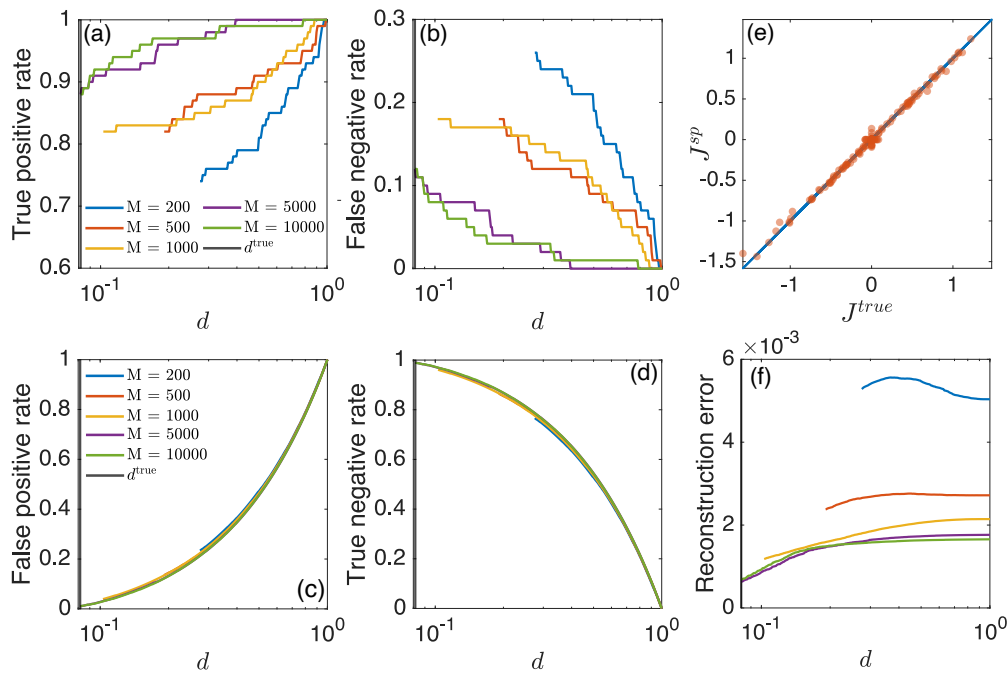 (a)
True positive rate
1
0.9
0.8
0.7
0.6
M = 200
M = 500
M = 1000
M = 5000
M = 10000
d^true
10^-1
10^0
d
(b)
False negative rate
0.3
0.2
0.1
0
10^-1
10^0
d
(e)
J^sp
1
0.5
0
-0.5
-1
-1.5
-1
0
1
J^true
(c)
False positive rate
1
0.8
0.6
0.4
0.2
0
M = 200
M = 500
M = 1000
M = 5000
M = 10000
d^true
10^-1
10^0
d
(d)
True negative rate
1
0.8
0.6
0.4
0.2
0
10^-1
10^0
d
(f)
Reconstruction error
×10^-3
6
4
2
0
10^-1
10^0
d